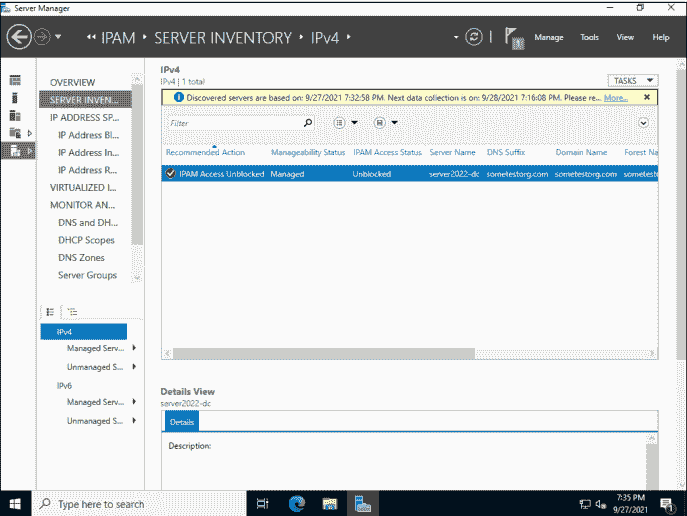 Server Manager
IPAM • SERVER INVENTORY • IPv4
Manage Tools View Help
OVERVIEW
SERVER INVEN...
IP ADDRESS SP...
IP Address Bl...
IP Address In...
IP Address R...
VIRTUALIZED I...
MONITOR AN...
DNS and DH...
DHCP Scopes
DNS Zones
Server Groups
IPv4
Managed Serv...
Unmanaged S...
IPv6
Managed Serv...
Unmanaged S...
IPv4
IPv4 | 1 total
TASKS
Discovered servers are based on: 9/27/2021 7:32:58 PM. Next data collection is on: 9/28/2021 7:16:08 PM. Please re... More...
Filter
Recommended Action Manageability Status IPAM Access Status Server Name DNS Suffix Domain Name Forest Na
IPAM Access Unblocked Managed Unblocked server2022-dc sometestorg.com sometestorg.com sometest
Details View
server2022-dc
Details
Description:
Type here to search
7:35 PM
9/27/2021
1